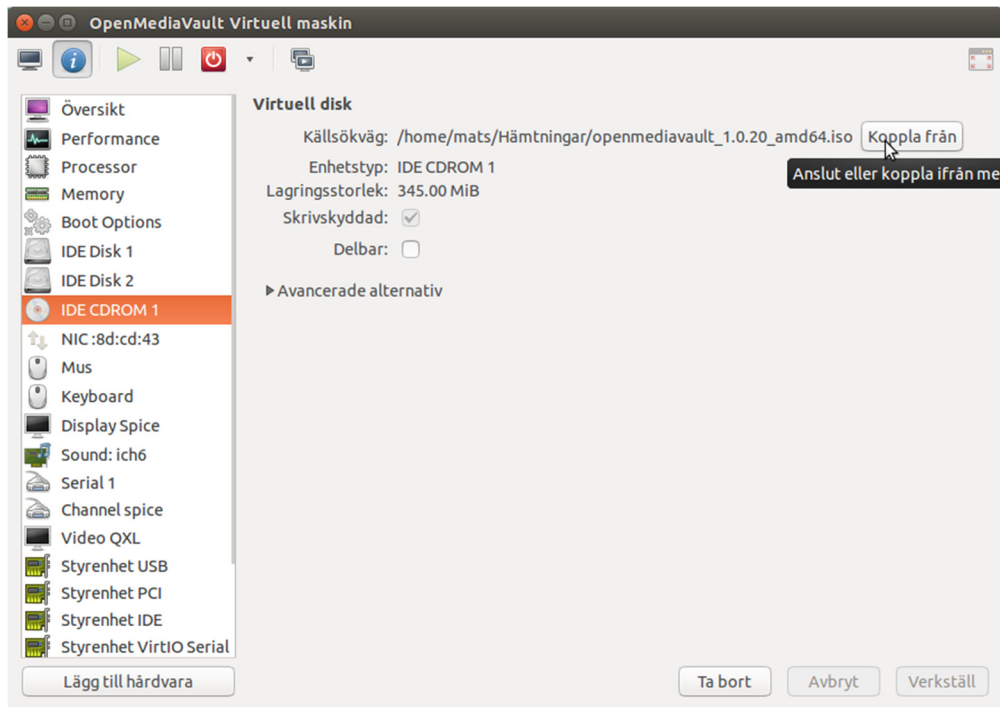 OpenMediaVault Virtuell maskin
Översikt
Performance
Processor
Memory
Boot Options
IDE Disk 1
IDE Disk 2
IDE CDROM 1
NIC :8d:cd:43
Mus
Keyboard
Display Spice
Sound: ich6
Serial 1
Channel spice
Video QXL
Styrenhet USB
Styrenhet PCI
Styrenhet IDE
Styrenhet VirtIO Serial
Lägg till hårdvara
Virtuell disk
Källsökväg: /home/mats/Hämtningar/openmediavault_1.0.20_amd64.iso Koppla från
Anslut eller koppla ifrån me
Enhetstyp: IDE CDROM 1
Lagringsstorlek: 345.00 MiB
Skrivskyddad:
Delbar:
Avancerade alternativ
Ta bort Avbryt Verkställ